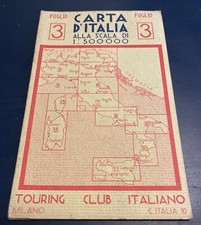 FOGLIO
3
CARTA
D'ITALIA
ALLA SCALA DI
1:500000
FOGLIO
3
TOURING CLUB ITALIANO
MILANO
C. ITALIA 10